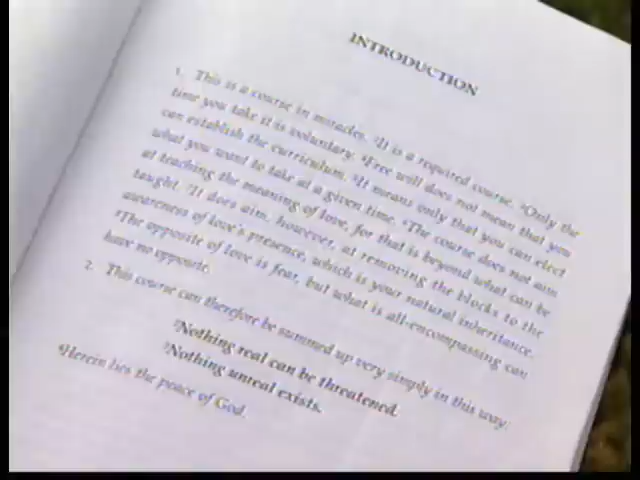 INTRODUCTION
1. This is a course in miracles. ²It is a required course. ³Only the
time you take it is voluntary. ⁴Free will does not mean that you
can establish the curriculum. ⁵It means only that you can elect
what you want to take at a given time. ⁶The course does not aim
at teaching the meaning of love, for that is beyond what can be
taught. ⁷It does aim, however, at removing the blocks to the
awareness of love's presence, which is your natural inheritance.
⁸The opposite of love is fear, but what is all-encompassing can
have no opposite.
2. This course can therefore be summed up very simply in this way:
²Nothing real can be threatened.
³Nothing unreal exists.
⁴Herein lies the peace of God.